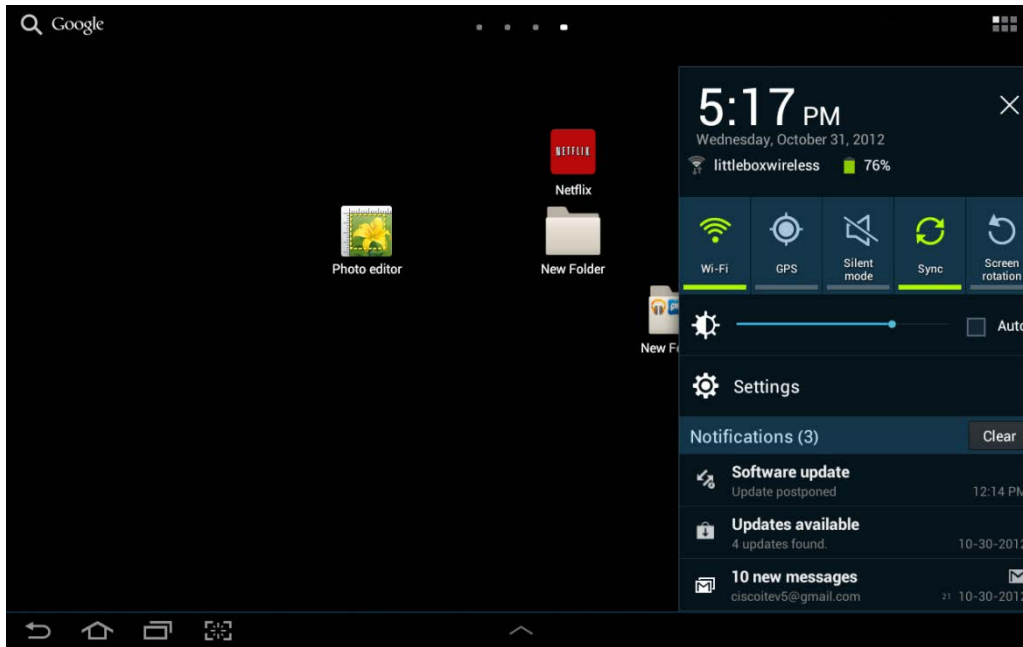 Google
5:17 PM
Wednesday, October 31, 2012
littleboxwireless 76%
NETFLIX
Netflix
Photo editor
New Folder
New Fo
Wi-Fi
GPS
Silent
mode
Sync
Screen
rotation
Auto
Settings
Notifications (3)
Clear
Software update
Update postponed 12:14 PM
Updates available
4 updates found. 10-30-2012
10 new messages
ciscoitev5@gmail.com 21 10-30-2012